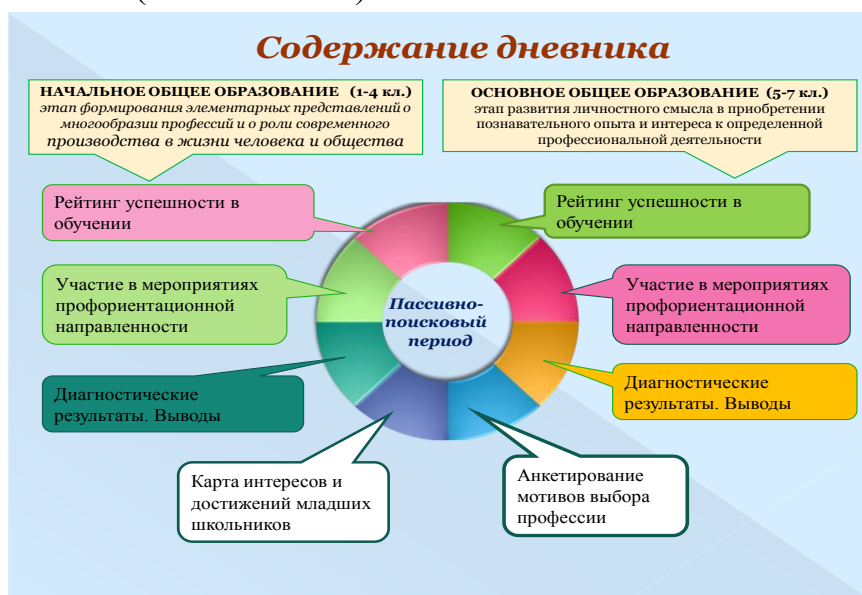 Содержание дневника
НАЧАЛЬНОЕ ОБЩЕЕ ОБРАЗОВАНИЕ (1-4 кл.)
этап формирования элементарных представлений о
многообразии профессий и о роли современного
производства в жизни человека и общества
ОСНОВНОЕ ОБЩЕЕ ОБРАЗОВАНИЕ (5-7 кл.)
этап развития личностного смысла в приобретении
познавательного опыта и интереса к определенной
профессиональной деятельности
Рейтинг успешности в
обучении
Рейтинг успешности в
обучении
Участие в мероприятиях
профориентационной
направленности
Пассивно-
поисковый
период
Участие в мероприятиях
профориентационной
направленности
Диагностические
результаты. Выводы
Диагностические
результаты. Выводы
Карта интересов и
достижений младших
школьников
Анкетирование
мотивов выбора
профессии